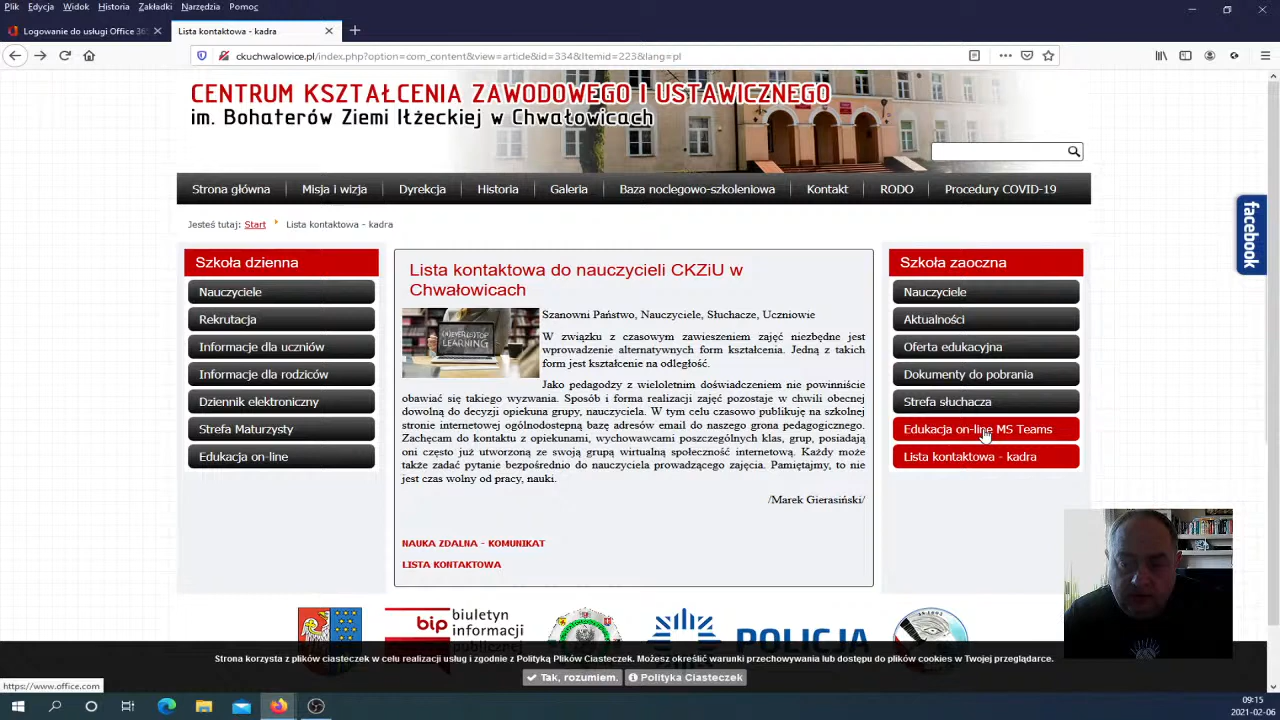 Plik Edycja Widok Historia Zakładki Narzędzia Pomoc
Logowanie do usługi Office 36
Lista kontaktowa - kadra
ckuchwalowice.pl/index.php?option=com_content&view=article&id=334&Itemid=223&lang=pl
CENTRUM KSZTAŁCENIA ZAWODOWEGO I USTAWICZNEGO
im. Bohaterów Ziemi Iłżeckiej w Chwałowicach
Strona główna Misja i wizja Dyrekcja Historia Galeria Baza noclegowo-szkoleniowa Kontakt RODO Procedury COVID-19
Jesteś tutaj: Start Lista kontaktowa - kadra
facebook
Szkoła dzienna
Nauczyciele
Rekrutacja
Informacje dla uczniów
Informacje dla rodziców
Dziennik elektroniczny
Strefa Maturzysty
Edukacja on-line
Lista kontaktowa do nauczycieli CKZiU w
Chwałowicach
NEVER STOP
LEARNING
Szanowni Państwo, Nauczyciele, Słuchacze, Uczniowie
W związku z czasowym zawieszeniem zajęć niezbędne jest
wprowadzenie alternatywnych form kształcenia. Jedną z takich
form jest kształcenie na odległość.
Jako pedagodzy z wieloletnim doświadczeniem nie powinniście
obawiać się takiego wyzwania. Sposób i forma realizacji zajęć pozostaje w chwili obecnej
dowolną do decyzji opiekuna grupy, nauczyciela. W tym celu czasowo publikuję na szkolnej
stronie internetowej ogólnodostępną bazę adresów email do naszego grona pedagogicznego.
Zachęcam do kontaktu z opiekunami, wychowawcami poszczególnych klas, grup, posiadają
oni często już utworzoną ze swoją grupą wirtualną społeczność internetową. Każdy może
także zadać pytanie bezpośrednio do nauczyciela prowadzącego zajęcia. Pamiętajmy, to nie
jest czas wolny od pracy, nauki.
/Marek Gierasiński/
NAUKA ZDALNA - KOMUNIKAT
LISTA KONTAKTOWA
Szkoła zaoczna
Nauczyciele
Aktualności
Oferta edukacyjna
Dokumenty do pobrania
Strefa słuchacza
Edukacja on-line MS Teams
Lista kontaktowa - kadra
bip biuletyn
informacji
publicznej
POLICJA
Strona korzysta z plików ciasteczek w celu realizacji usług i zgodnie z Polityką Plików Ciasteczek. Możesz określić warunki przechowywania lub dostępu do plików cookies w Twojej przeglądarce.
Tak, rozumiem. Polityka Ciasteczek
https://www.office.com
09:15
2021-02-06